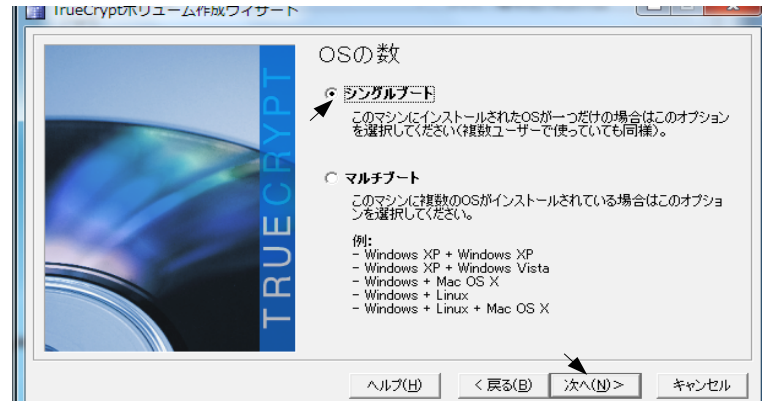 TrueCryptボリューム作成ウィザード
TRUECRYPT
OSの数
シングルブート
このマシンにインストールされたOSが一つだけの場合はこのオプション
を選択してください(複数ユーザーで使っていても同様)。
マルチブート
このマシンに複数のOSがインストールされている場合はこのオプショ
ンを選択してください。
例:
- Windows XP + Windows XP
- Windows XP + Windows Vista
- Windows + Mac OS X
- Windows + Linux
- Windows + Linux + Mac OS X
ヘルプ(H) < 戻る(B) 次へ(N) > キャンセル